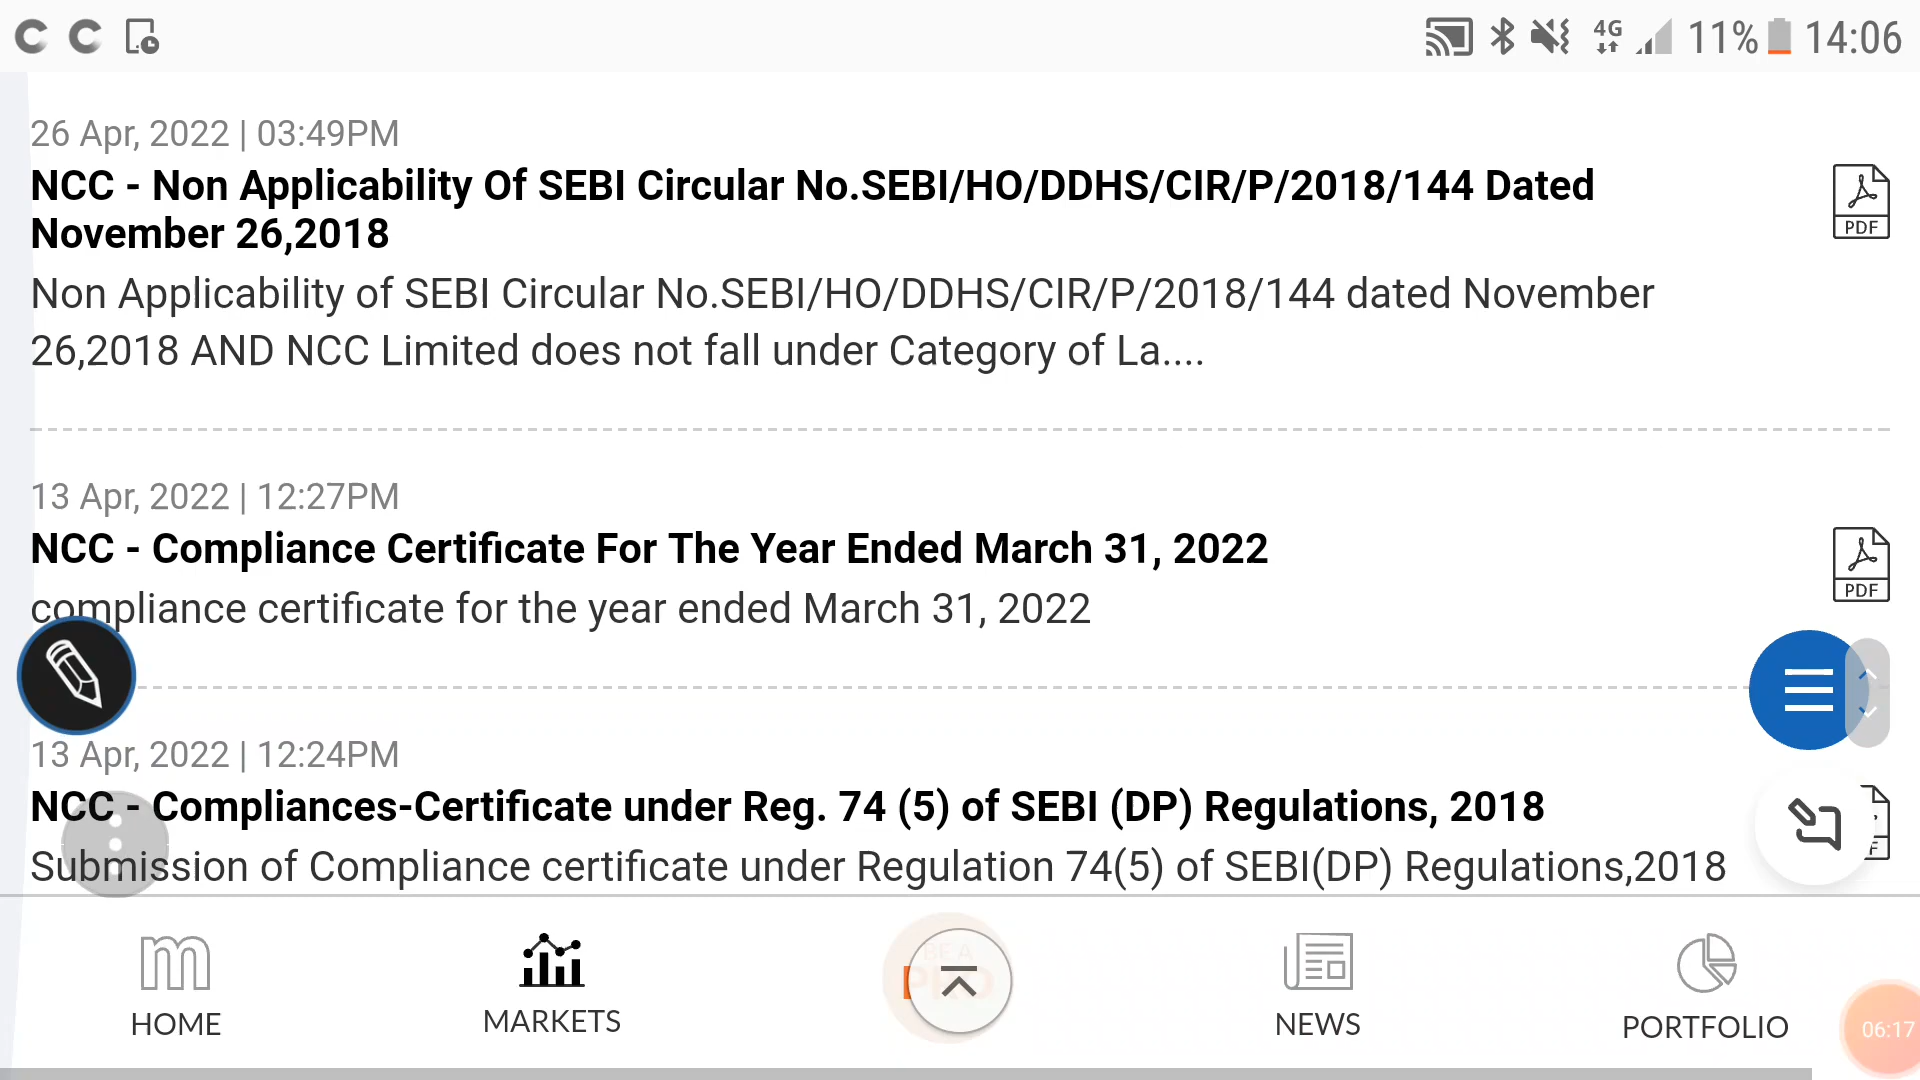 4G 11% 14:06
26 Apr, 2022 | 03:49PM
NCC - Non Applicability Of SEBI Circular No.SEBI/HO/DDHS/CIR/P/2018/144 Dated
November 26,2018
PDF
Non Applicability of SEBI Circular No.SEBI/HO/DDHS/CIR/P/2018/144 dated November
26,2018 AND NCC Limited does not fall under Category of La....
13 Apr, 2022 | 12:27PM
NCC - Compliance Certificate For The Year Ended March 31, 2022
PDF
compliance certificate for the year ended March 31, 2022
13 Apr, 2022 | 12:24PM
NCC - Compliances-Certificate under Reg. 74 (5) of SEBI (DP) Regulations, 2018
Submission of Compliance certificate under Regulation 74(5) of SEBI(DP) Regulations,2018
BE A
PRO
m
HOME
MARKETS
NEWS
PORTFOLIO
06:17